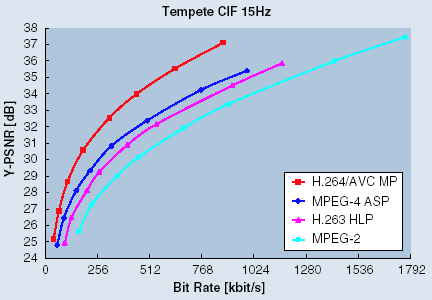 Tempete CIF 15Hz
Y-PSNR [dB]
38
37
36
35
34
33
32
31
30
29
28
27
26
25
24
0 256 512 768 1024 1280 1536 1792
Bit Rate [kbit/s]
H.264/AVC MP
MPEG-4 ASP
H.263 HLP
MPEG-2